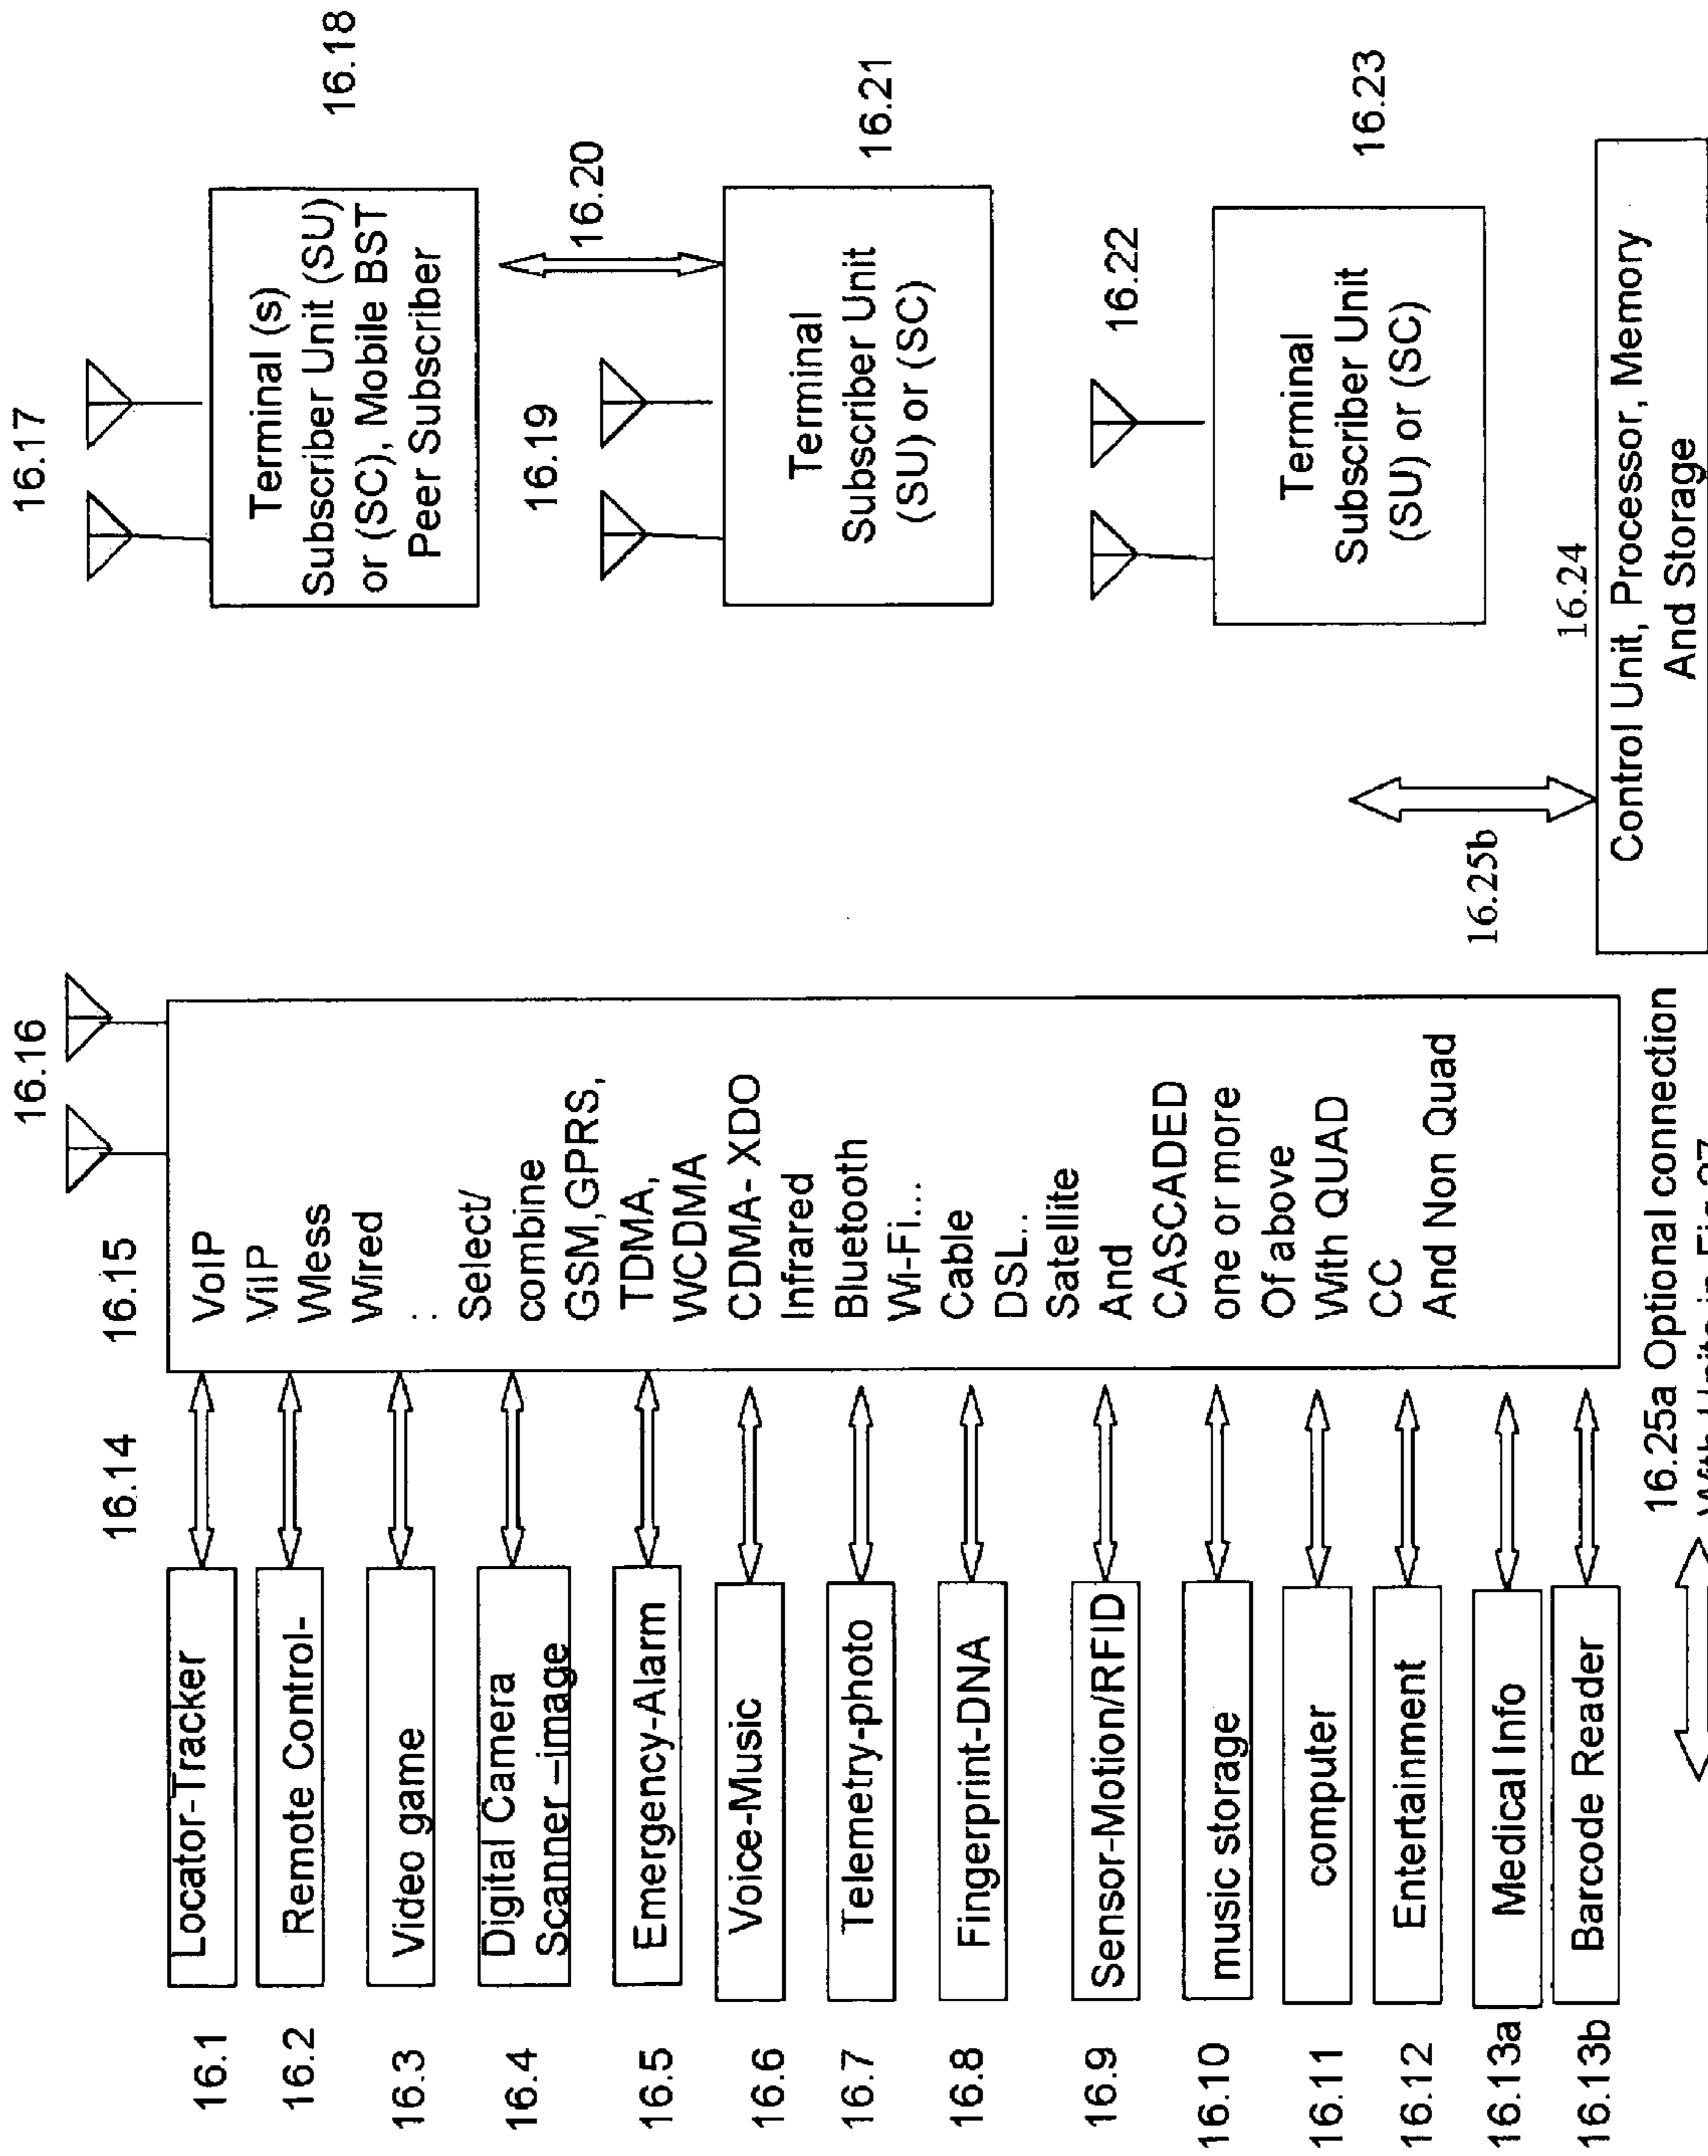 16.1
Locator-Tracker
16.2
Remote Control-
16.3
Video game
16.4
Digital Camera
Scanner –image
16.5
Emergency-Alarm
16.6
Voice-Music
16.7
Telemetry-photo
16.8
Fingerprint-DNA
16.9
Sensor-Motion/RFID
16.10
music storage
16.11
computer
16.12
Entertainment
16.13a
Medical Info
16.13b
Barcode Reader
16.14
16.15
16.16
VoIP
ViIP
Wless
Wired
..
Select/
combine
GSM,GPRS,
TDMA,
WCDMA
CDMA- XDO
Infrared
Bluetooth
Wi-Fi...
Cable
DSL..
Satellite
And
CASCADED
one or more
Of above
With QUAD
CC
And Non Quad
16.25a Optional connection
With Units in Fig 27
16.17
Terminal (s)
Subscriber Unit (SU)
or (SC), Mobile BST
Peer Subscriber
16.18
16.19
16.20
Terminal
Subscriber Unit
(SU) or (SC)
16.21
16.22
Terminal
Subscriber Unit
(SU) or (SC)
16.23
16.25b
16.24
Control Unit, Processor, Memory
And Storage